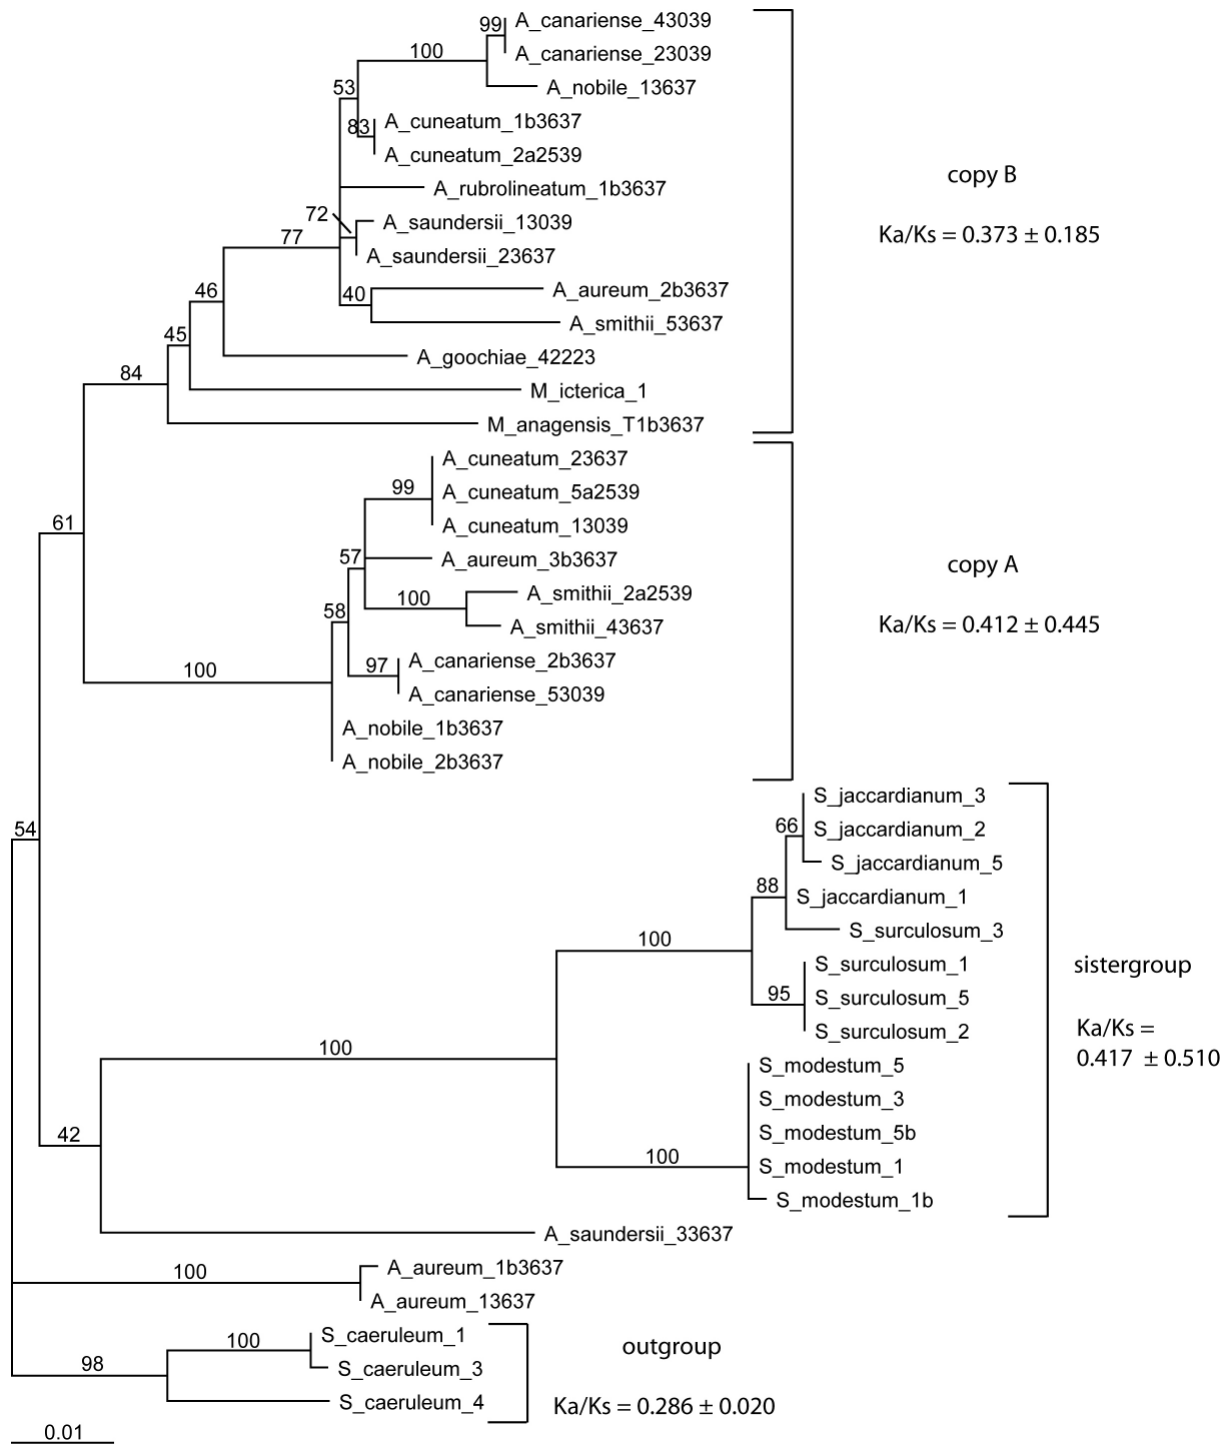 99 A_canariense_43039
100 A_canariense_23039
53 A_nobile_13637
83 A_cuneatum_1b3637
A_cuneatum_2a2539
copy B
A_rubrolineatum_1b3637
72 A_saundersii_13039
77 A_saundersii_23637
Ka/Ks = 0.373 ± 0.185
46 40 A_aureum_2b3637
A_smithii_53637
45 A_goochiae_42223
84 M_icterica_1
M_anagensis_T1b3637
A_cuneatum_23637
99 A_cuneatum_5a2539
61 A_cuneatum_13039
57 A_aureum_3b3637
copy A
100 A_smithii_2a2539
58 A_smithii_43637
Ka/Ks = 0.412 ± 0.445
97 A_canariense_2b3637
100 A_canariense_53039
A_nobile_1b3637
A_nobile_2b3637
S_jaccardianum_3
54 66 S_jaccardianum_2
S_jaccardianum_5
88 S_jaccardianum_1
100 S_surculosum_3
S_surculosum_1
sistergroup
95 S_surculosum_5
S_surculosum_2
Ka/Ks =
0.417 ± 0.510
100 S_modestum_5
S_modestum_3
42 S_modestum_5b
100 S_modestum_1
S_modestum_1b
A_saundersii_33637
100 A_aureum_1b3637
A_aureum_13637
100 S_caeruleum_1
outgroup
98 S_caeruleum_3
S_caeruleum_4
Ka/Ks = 0.286 ± 0.020
0.01